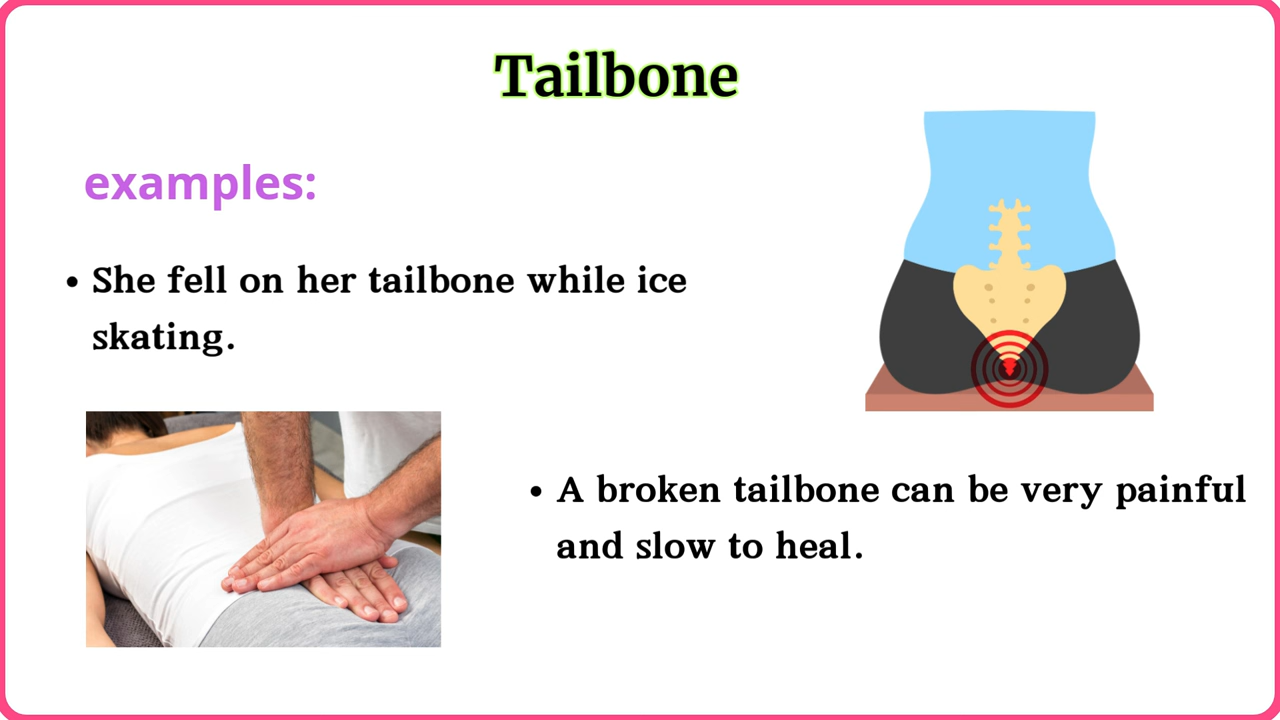 Tailbone
examples:
• She fell on her tailbone while ice
skating.
• A broken tailbone can be very painful
and slow to heal.